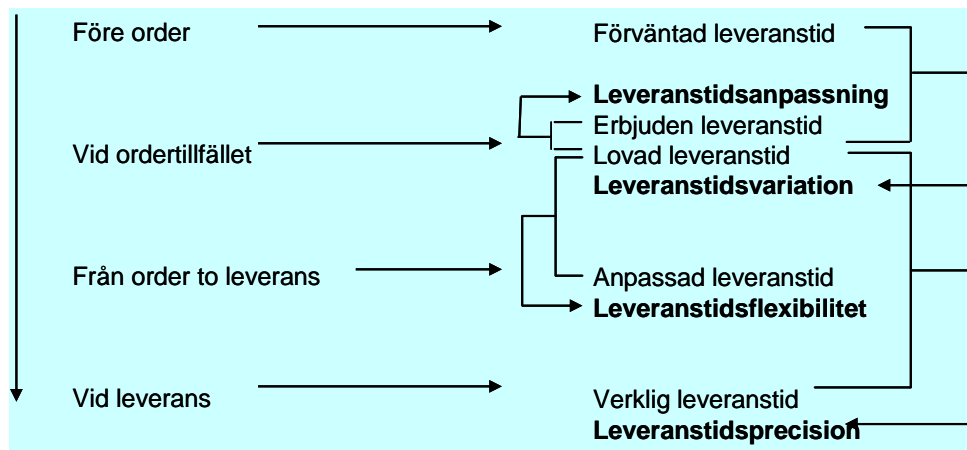 Före order
Förväntad leveranstid
Leveranstidsanpassning
Erbjuden leveranstid
Vid ordertillfället
Lovad leveranstid
Leveranstidsvariation
Från order to leverans
Anpassad leveranstid
Leveranstidsflexibilitet
Vid leverans
Verklig leveranstid
Leveranstidsprecision